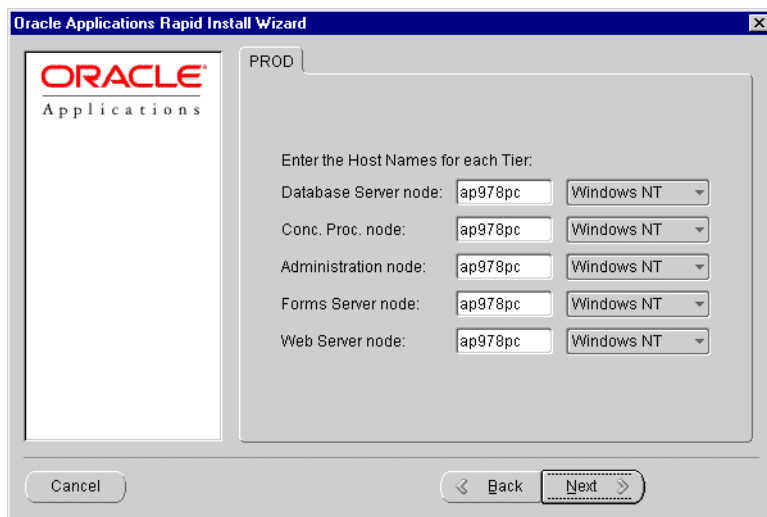 Oracle Applications Rapid Install Wizard
ORACLE®
Applications
PROD
Enter the Host Names for each Tier:
Database Server node: ap978pc Windows NT
Conc. Proc. node: ap978pc Windows NT
Administration node: ap978pc Windows NT
Forms Server node: ap978pc Windows NT
Web Server node: ap978pc Windows NT
Cancel Back Next